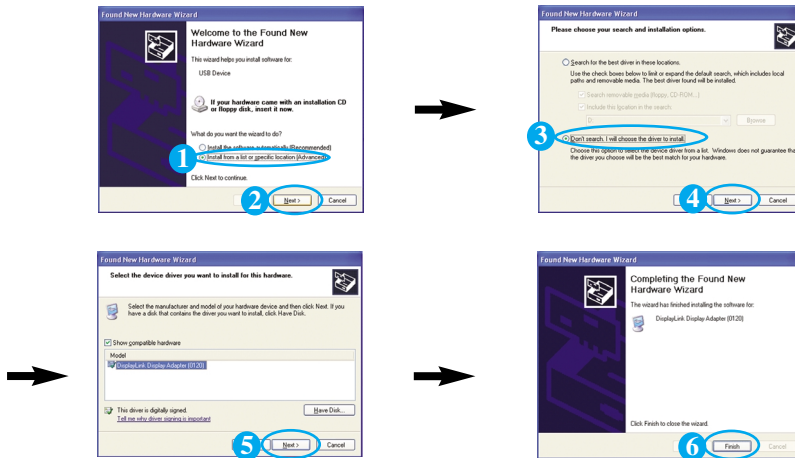 Found New Hardware Wizard
Welcome to the Found New
Hardware Wizard
This wizard helps you install software for:
USB Device
If your hardware came with an installation CD
or floppy disk, insert it now.
What do you want the wizard to do?
Install the software automatically (Recommended)
1
Install from a list or specific location (Advanced)
Click Next to continue.
2
Next >
Cancel
Found New Hardware Wizard
Please choose your search and installation options.
Search for the best driver in these locations.
Use the check boxes below to limit or expand the default search, which includes local
paths and removable media. The best driver found will be installed.
Search removable media (floppy, CD-ROM...)
Include this location in the search:
D:
Browse
3
Don't search. I will choose the driver to install.
Choose this option to select the device driver from a list. Windows does not guarantee tha
the driver you choose will be the best match for your hardware.
4
Next >
Cancel
Found New Hardware Wizard
Select the device driver you want to install for this hardware.
Select the manufacturer and model of your hardware device and then click Next. If you
have a disk that contains the driver you want to install, click Have Disk.
Show compatible hardware
Model
DisplayLink Display Adapter (0120)
This driver is digitally signed.
Tell me why driver signing is important
Have Disk...
5
Next >
Cancel
Found New Hardware Wizard
Completing the Found New
Hardware Wizard
The wizard has finished installing the software for:
DisplayLink Display Adapter (0120)
Click Finish to close the wizard.
6
Finish
Cancel